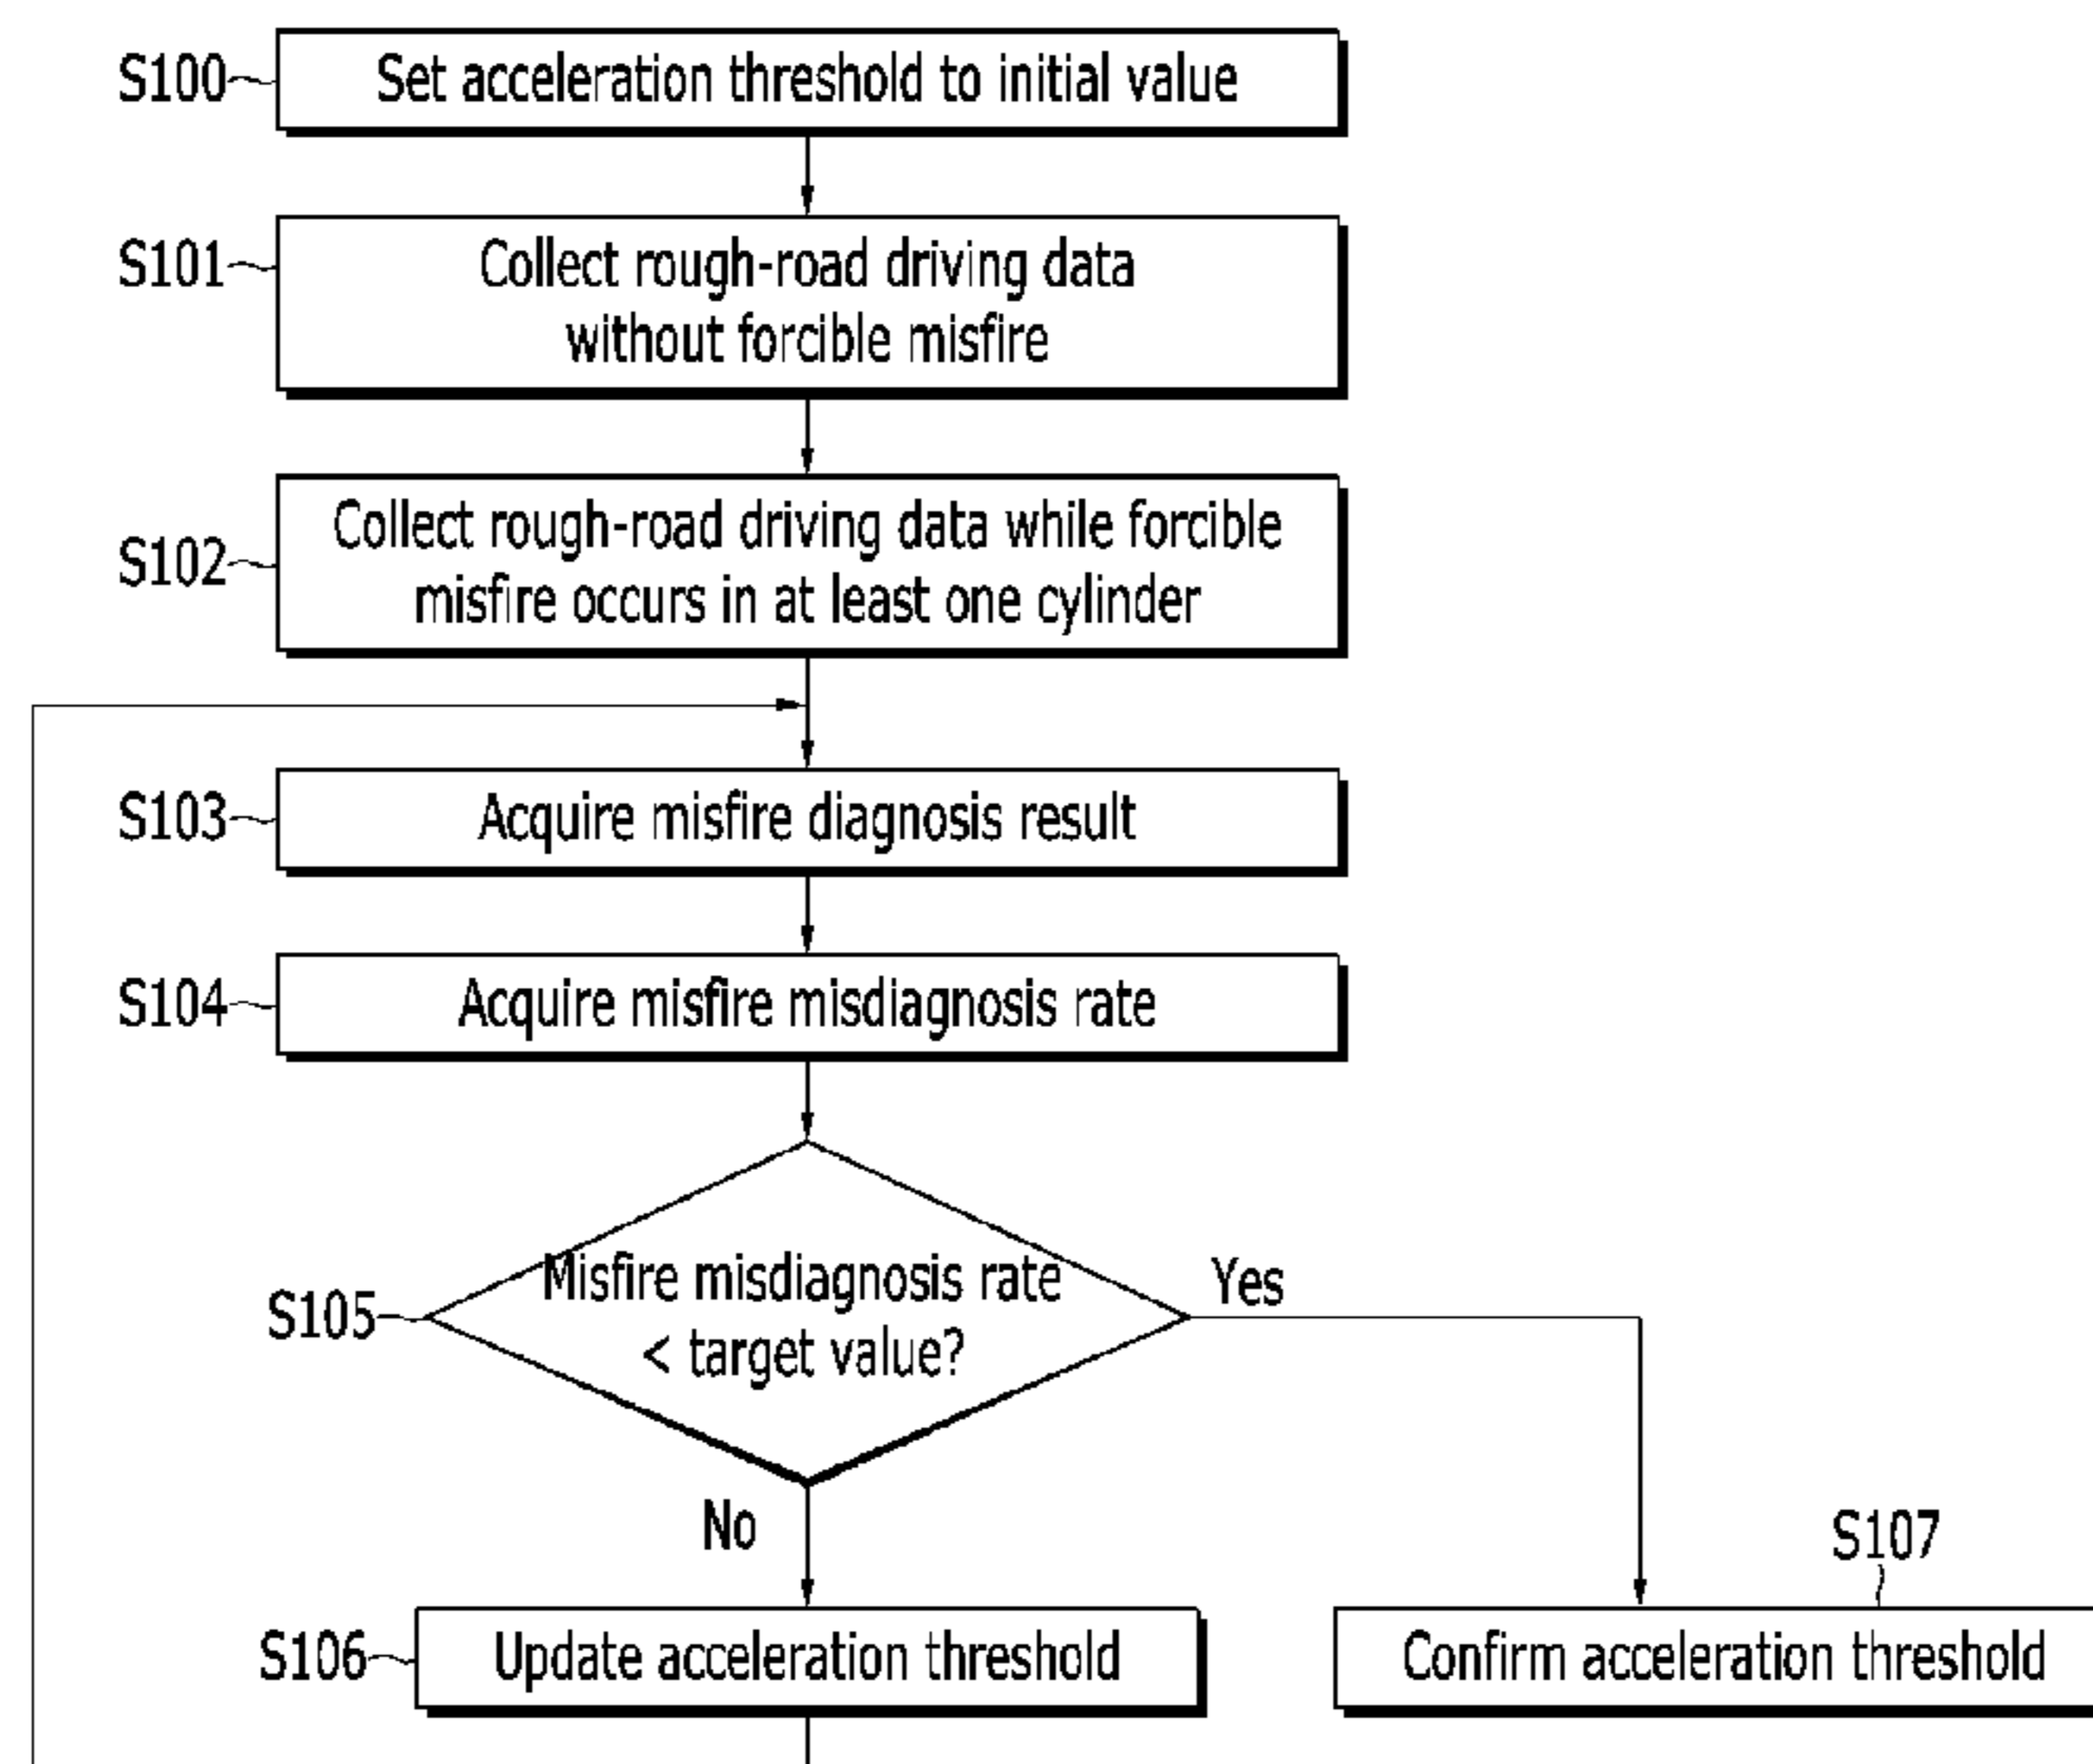 S100
Set acceleration threshold to initial value
S101
Collect rough-road driving data
without forcible misfire
S102
Collect rough-road driving data while forcible
misfire occurs in at least one cylinder
S103
Acquire misfire diagnosis result
S104
Acquire misfire misdiagnosis rate
S105
Misfire misdiagnosis rate
< target value?
Yes
No
S107
S106
Update acceleration threshold
Confirm acceleration threshold